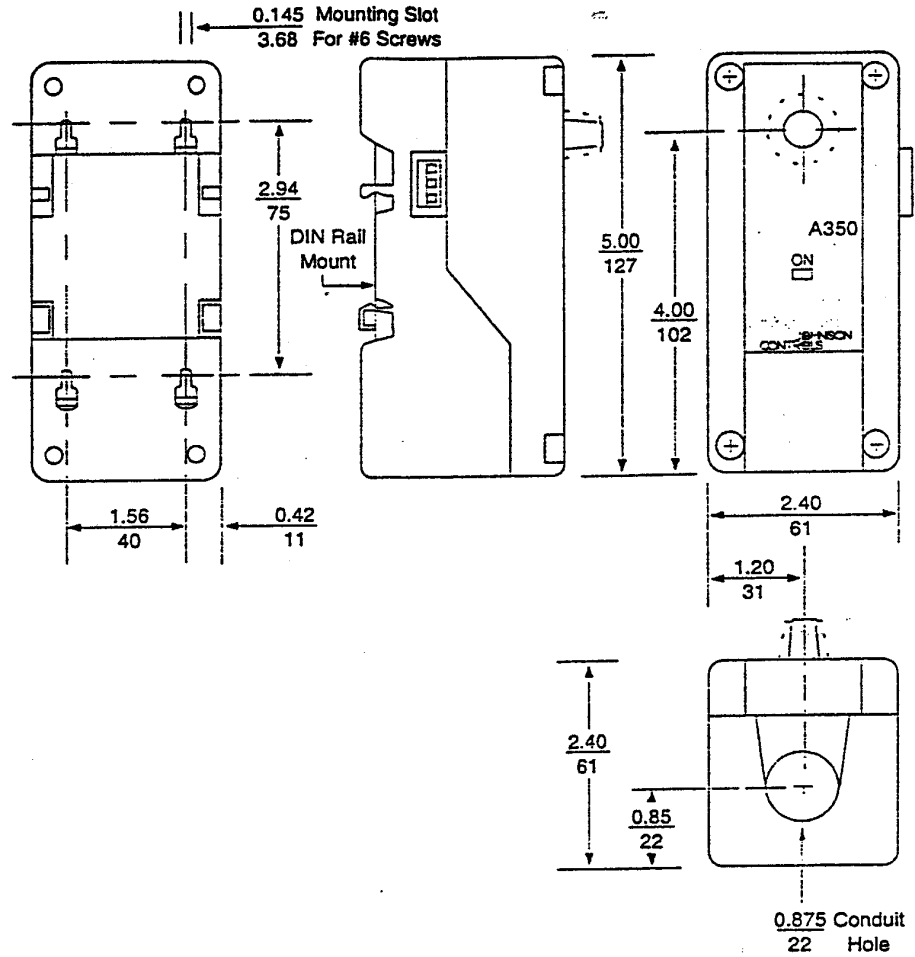 0.145 Mounting Slot
3.68 For #6 Screws
2.94
75
DIN Rail
Mount
5.00
127
4.00
102
A350
ON
1.56
40
0.42
11
2.40
61
1.20
31
2.40
61
0.85
22
0.875 Conduit
22 Hole